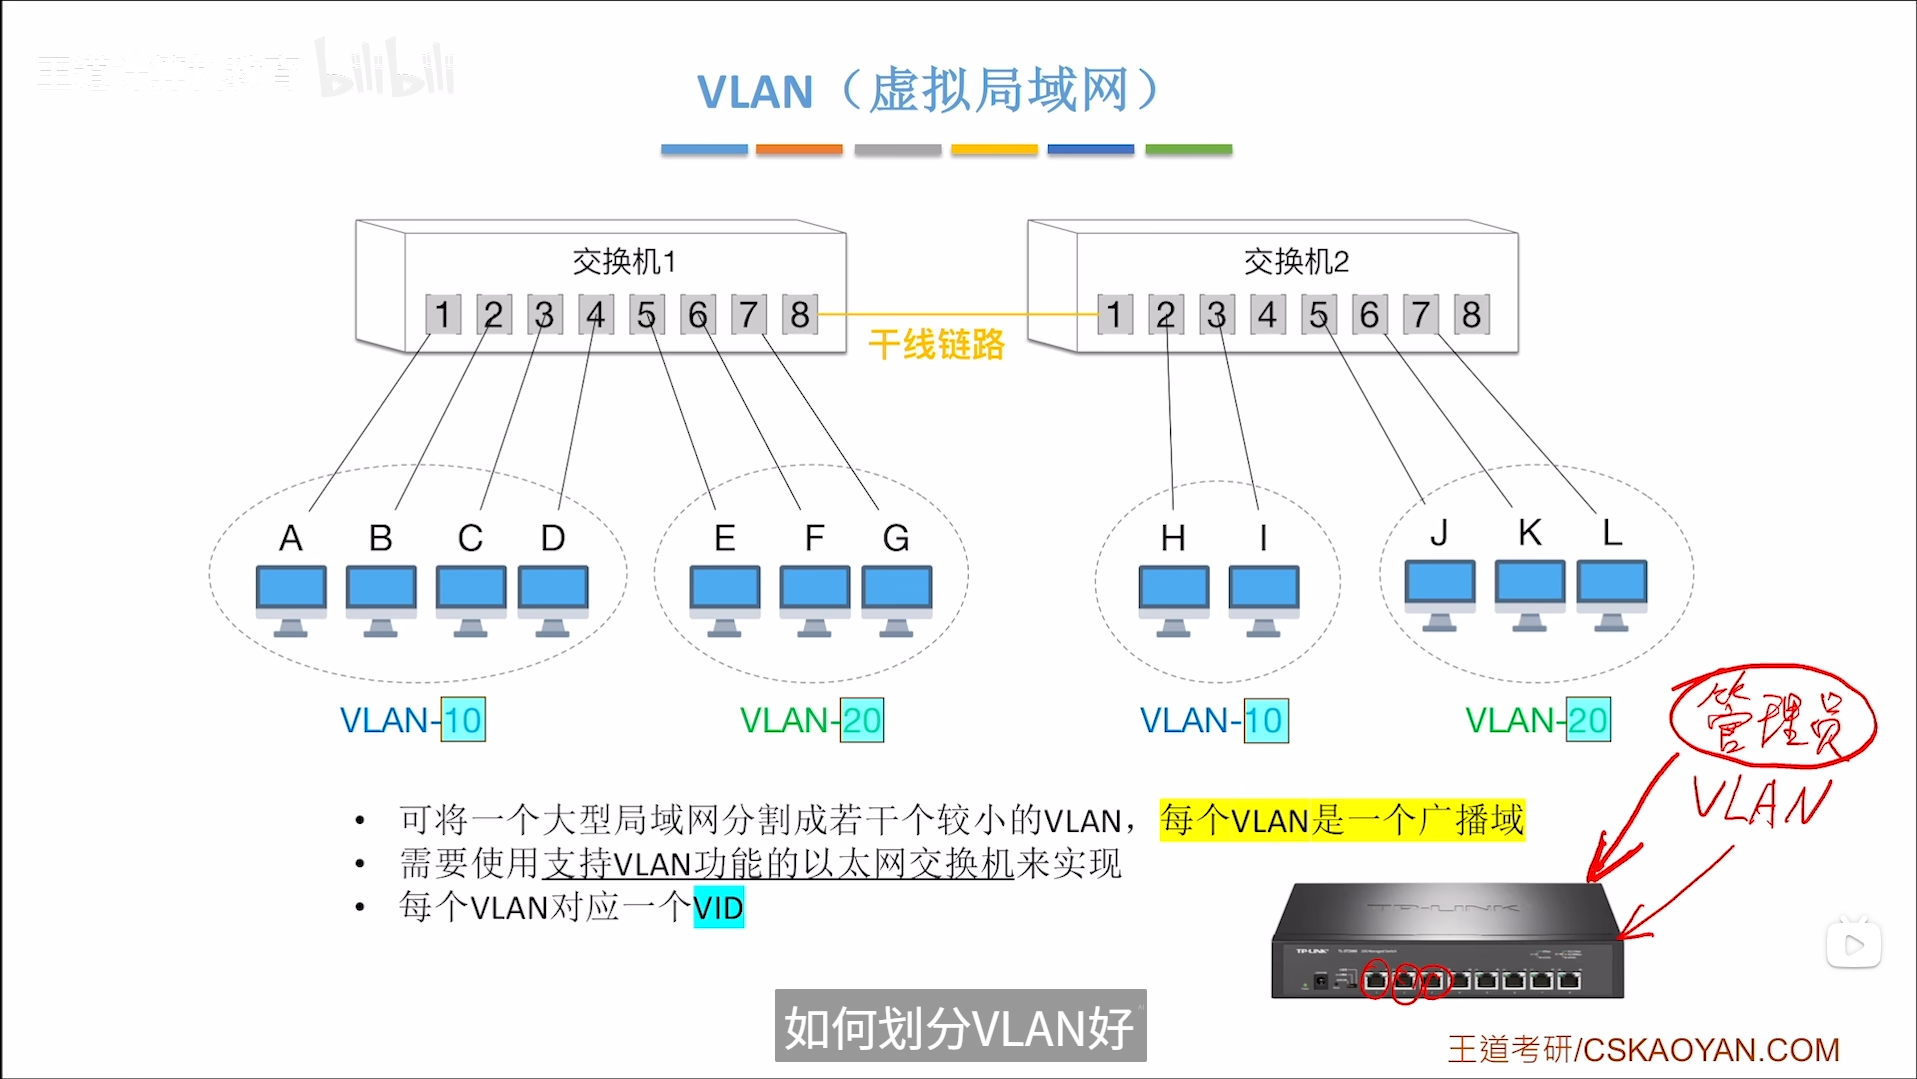 bilibili
VLAN（虚拟局域网）
交换机1
1 2 3 4 5 6 7 8
干线链路
交换机2
1 2 3 4 5 6 7 8
A B C D
E F G
H I
J K L
VLAN-10
VLAN-20
VLAN-10
VLAN-20
管理员
VLAN
• 可将一个大型局域网分割成若干个较小的VLAN，每个VLAN是一个广播域
• 需要使用支持VLAN功能的以太网交换机来实现
• 每个VLAN对应一个VID
TP-LINK
TP-LINK
如何划分VLAN好
王道考研/CSKAOYAN.COM